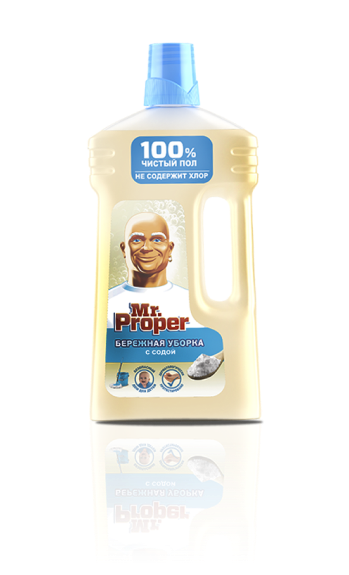 100%
ЧИСТЫЙ ПОЛ
НЕ СОДЕРЖИТ ХЛОР
Mr.
Proper
БЕРЕЖНАЯ УБОРКА
С СОДОЙ